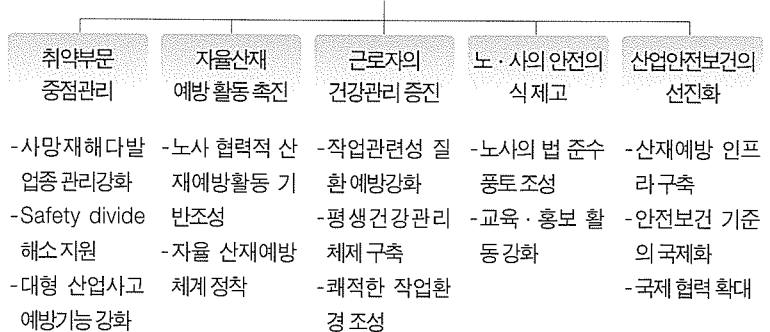 취약부문
중점관리
-사망재해다발
업종 관리강화
-Safety divide
해소 지원
-대형 산업사고
예방기능 강화
자율산재
예방 활동 촉진
-노사 협력적 산
재예방활동 기
반조성
-자율 산재예방
체계 정착
근로자의
건강관리 증진
-작업관련성 질
환 예방강화
-평생건강관리
체제 구축
-쾌적한 작업환
경 조성
노·사의 안전의
식 제고
-노사의 법 준수
풍토 조성
-교육·홍보 활
동 강화
산업안전보건의
선진화
-산재예방 인프
라 구축
-안전보건 기준
의 국제화
-국제 협력 확대